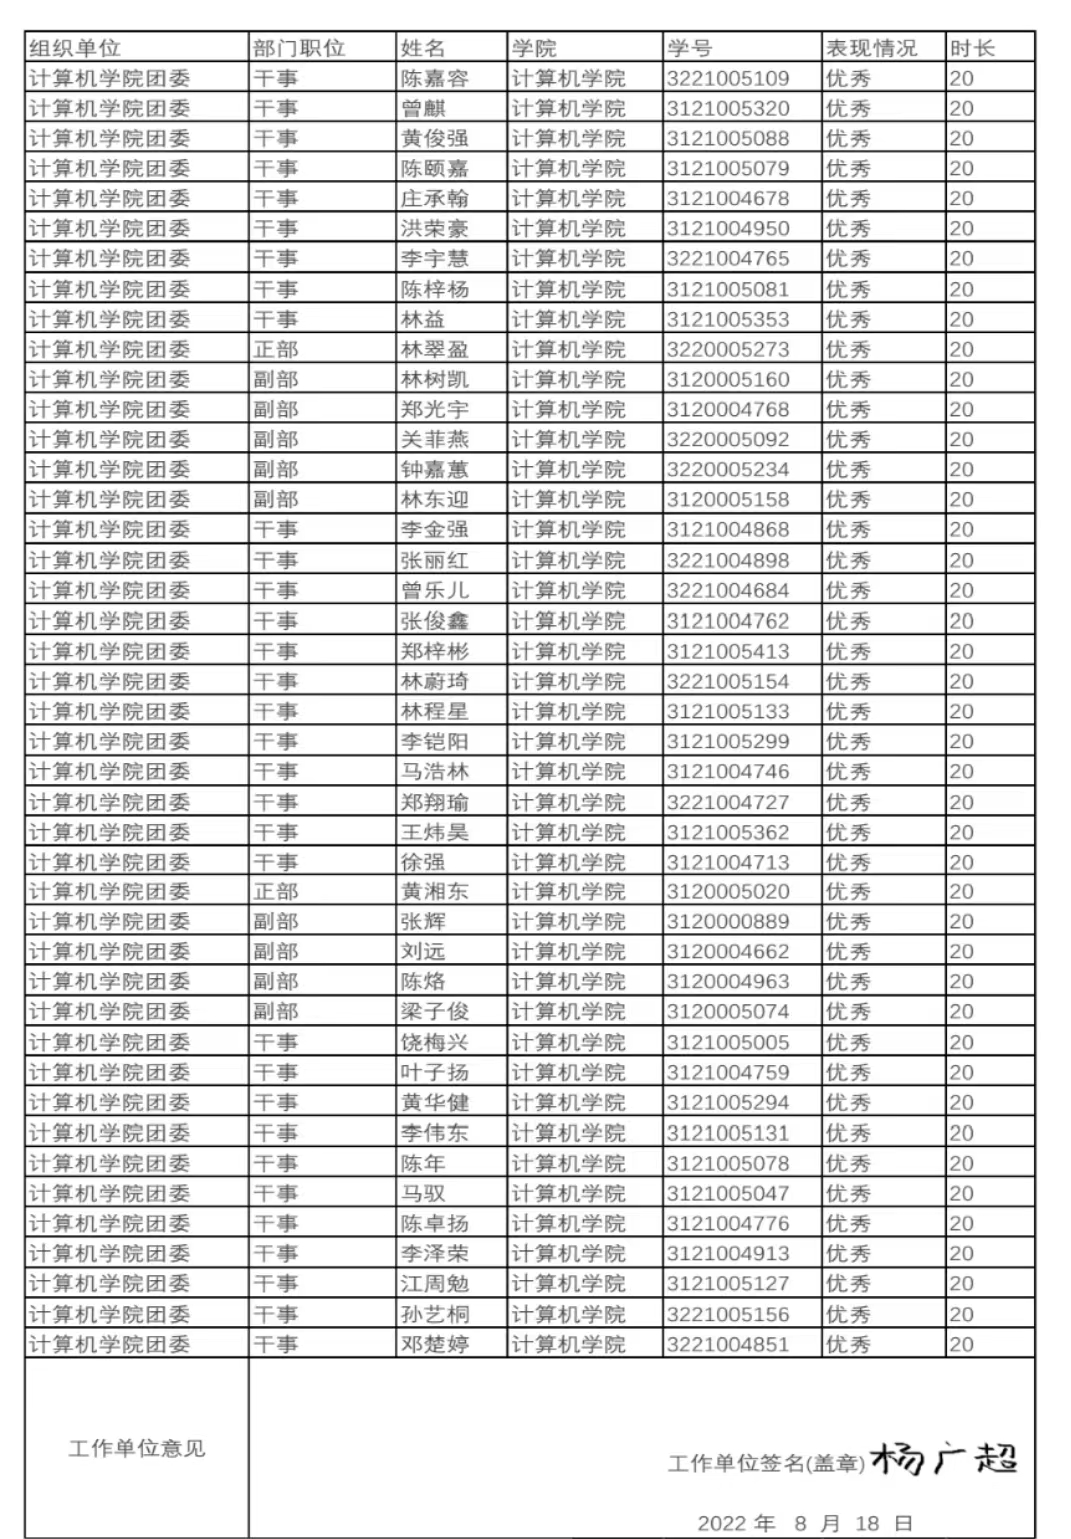 组织单位 部门职位 姓名 学院 学号 表现情况 时长
计算机学院团委 干事 陈嘉容 计算机学院 3221005109 优秀 20
计算机学院团委 干事 曾麒 计算机学院 3121005320 优秀 20
计算机学院团委 干事 黄俊强 计算机学院 3121005088 优秀 20
计算机学院团委 干事 陈颐嘉 计算机学院 3121005079 优秀 20
计算机学院团委 干事 庄承翰 计算机学院 3121004678 优秀 20
计算机学院团委 干事 洪荣豪 计算机学院 3121004950 优秀 20
计算机学院团委 干事 李宇慧 计算机学院 3221004765 优秀 20
计算机学院团委 干事 陈梓杨 计算机学院 3121005081 优秀 20
计算机学院团委 干事 林益 计算机学院 3121005353 优秀 20
计算机学院团委 正部 林翠盈 计算机学院 3220005273 优秀 20
计算机学院团委 副部 林树凯 计算机学院 3120005160 优秀 20
计算机学院团委 副部 郑光宇 计算机学院 3120004768 优秀 20
计算机学院团委 副部 关菲燕 计算机学院 3220005092 优秀 20
计算机学院团委 副部 钟嘉蕙 计算机学院 3220005234 优秀 20
计算机学院团委 副部 林东迎 计算机学院 3120005158 优秀 20
计算机学院团委 干事 李金强 计算机学院 3121004868 优秀 20
计算机学院团委 干事 张丽红 计算机学院 3221004898 优秀 20
计算机学院团委 干事 曾乐儿 计算机学院 3221004684 优秀 20
计算机学院团委 干事 张俊鑫 计算机学院 3121004762 优秀 20
计算机学院团委 干事 郑梓彬 计算机学院 3121005413 优秀 20
计算机学院团委 干事 林蔚琦 计算机学院 3221005154 优秀 20
计算机学院团委 干事 林程星 计算机学院 3121005133 优秀 20
计算机学院团委 干事 李铠阳 计算机学院 3121005299 优秀 20
计算机学院团委 干事 马浩林 计算机学院 3121004746 优秀 20
计算机学院团委 干事 郑翔瑜 计算机学院 3221004727 优秀 20
计算机学院团委 干事 王炜昊 计算机学院 3121005362 优秀 20
计算机学院团委 干事 徐强 计算机学院 3121004713 优秀 20
计算机学院团委 正部 黄湘东 计算机学院 3120005020 优秀 20
计算机学院团委 副部 张辉 计算机学院 3120000889 优秀 20
计算机学院团委 副部 刘远 计算机学院 3120004662 优秀 20
计算机学院团委 副部 陈烙 计算机学院 3120004963 优秀 20
计算机学院团委 副部 梁子俊 计算机学院 3120005074 优秀 20
计算机学院团委 干事 饶梅兴 计算机学院 3121005005 优秀 20
计算机学院团委 干事 叶子扬 计算机学院 3121004759 优秀 20
计算机学院团委 干事 黄华健 计算机学院 3121005294 优秀 20
计算机学院团委 干事 李伟东 计算机学院 3121005131 优秀 20
计算机学院团委 干事 陈年 计算机学院 3121005078 优秀 20
计算机学院团委 干事 马驭 计算机学院 3121005047 优秀 20
计算机学院团委 干事 陈卓扬 计算机学院 3121004776 优秀 20
计算机学院团委 干事 李泽荣 计算机学院 3121004913 优秀 20
计算机学院团委 干事 江周勉 计算机学院 3121005127 优秀 20
计算机学院团委 干事 孙艺桐 计算机学院 3221005156 优秀 20
计算机学院团委 干事 邓楚婷 计算机学院 3221004851 优秀 20
工作单位意见
工作单位签名(盖章) 杨广超
2022 年 8 月 18 日